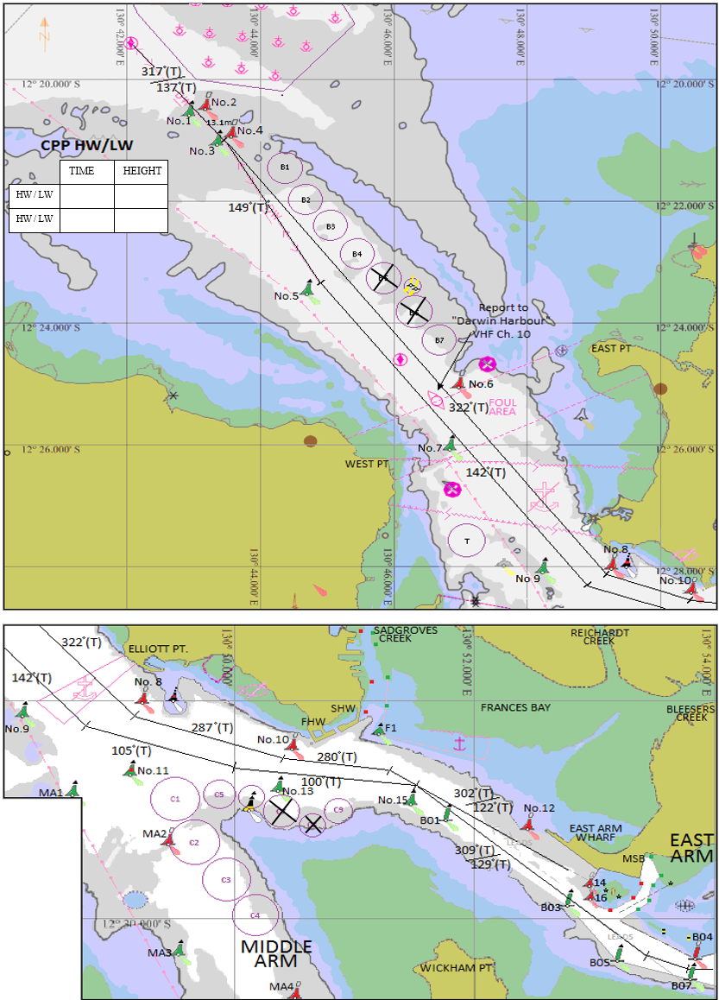 130° 42.000' E
130° 44.000' E
130° 46.000' E
130° 48.000' E
130° 50.000' E
N
317°(T)
12° 20.000' S
12° 20.000' S
137°(T)
No.2
No.1
13.1m
No.4
No.3
CPP HW/LW
TIME
HEIGHT
HW/LW
HW/LW
B1
B2
12° 22.000' S
149°(T)
B3
B4
No.5
Report to
"Darwin Harbour"
VHF Ch. 10
12° 24.000' S
12° 24.000' S
B7
EAST PT
No.6
322°(T)
FOUL
AREA
No.7
12° 26.000' S
12° 26.000' S
WEST PT
142°(T)
T
No.8
12° 28.000' S
12° 28.000' S
No 9
No.10
130° 44.000' E
130° 46.000' E
322°(T)
ELLIOTT PT.
130° 50.000' E
SADGROVES
CREEK
130° 52.000' E
REICHARDT
CREEK
130° 54.000' E
142°(T)
No. 8
SHW
FHW
FRANCES BAY
BLEESERS
CREEK
No.9
287°(T)
F1
No.10
105°(T)
280°(T)
No.11
100°(T)
MA1
C1
C5
No.13
C9
No.15
302°(T)
122°(T)
No.12
B01
MA2
C2
LEADS
EAST ARM
WHARF
EAST
ARM
309°(T)
129°(T)
MSB
C3
14
16
B03
C4
12° 30.000' S
LEADS
B04
MA3
MIDDLE
ARM
B05
WICKHAM PT.
MA4
B07